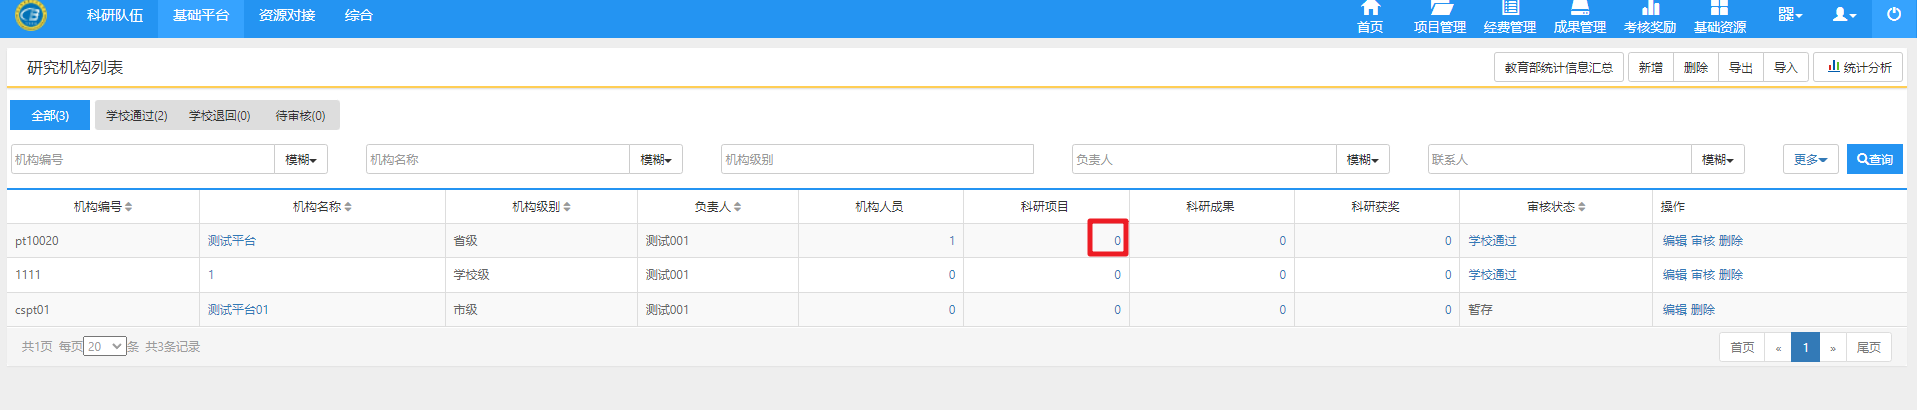 科研队伍 基础平台 资源对接 综合 首页 项目管理 经费管理 成果管理 考核奖励 基础资源
研究机构列表 教育部统计信息汇总 新增 删除 导出 导入 统计分析
全部(3) 学校通过(2) 学校退回(0) 待审核(0)
机构编号 模糊 机构名称 模糊 机构级别 负责人 模糊 联系人 模糊 更多 查询
机构编号 机构名称 机构级别 负责人 机构人员 科研项目 科研成果 科研获奖 审核状态 操作
pt10020 测试平台 省级 测试001 1 0 0 0 学校通过 编辑 审核 删除
1111 1 学校级 测试001 0 0 0 0 学校通过 编辑 审核 删除
cspt01 测试平台01 市级 测试001 0 0 0 0 暂存 编辑 删除
共1页 每页20条 共3条记录 首页 « 1 » 尾页